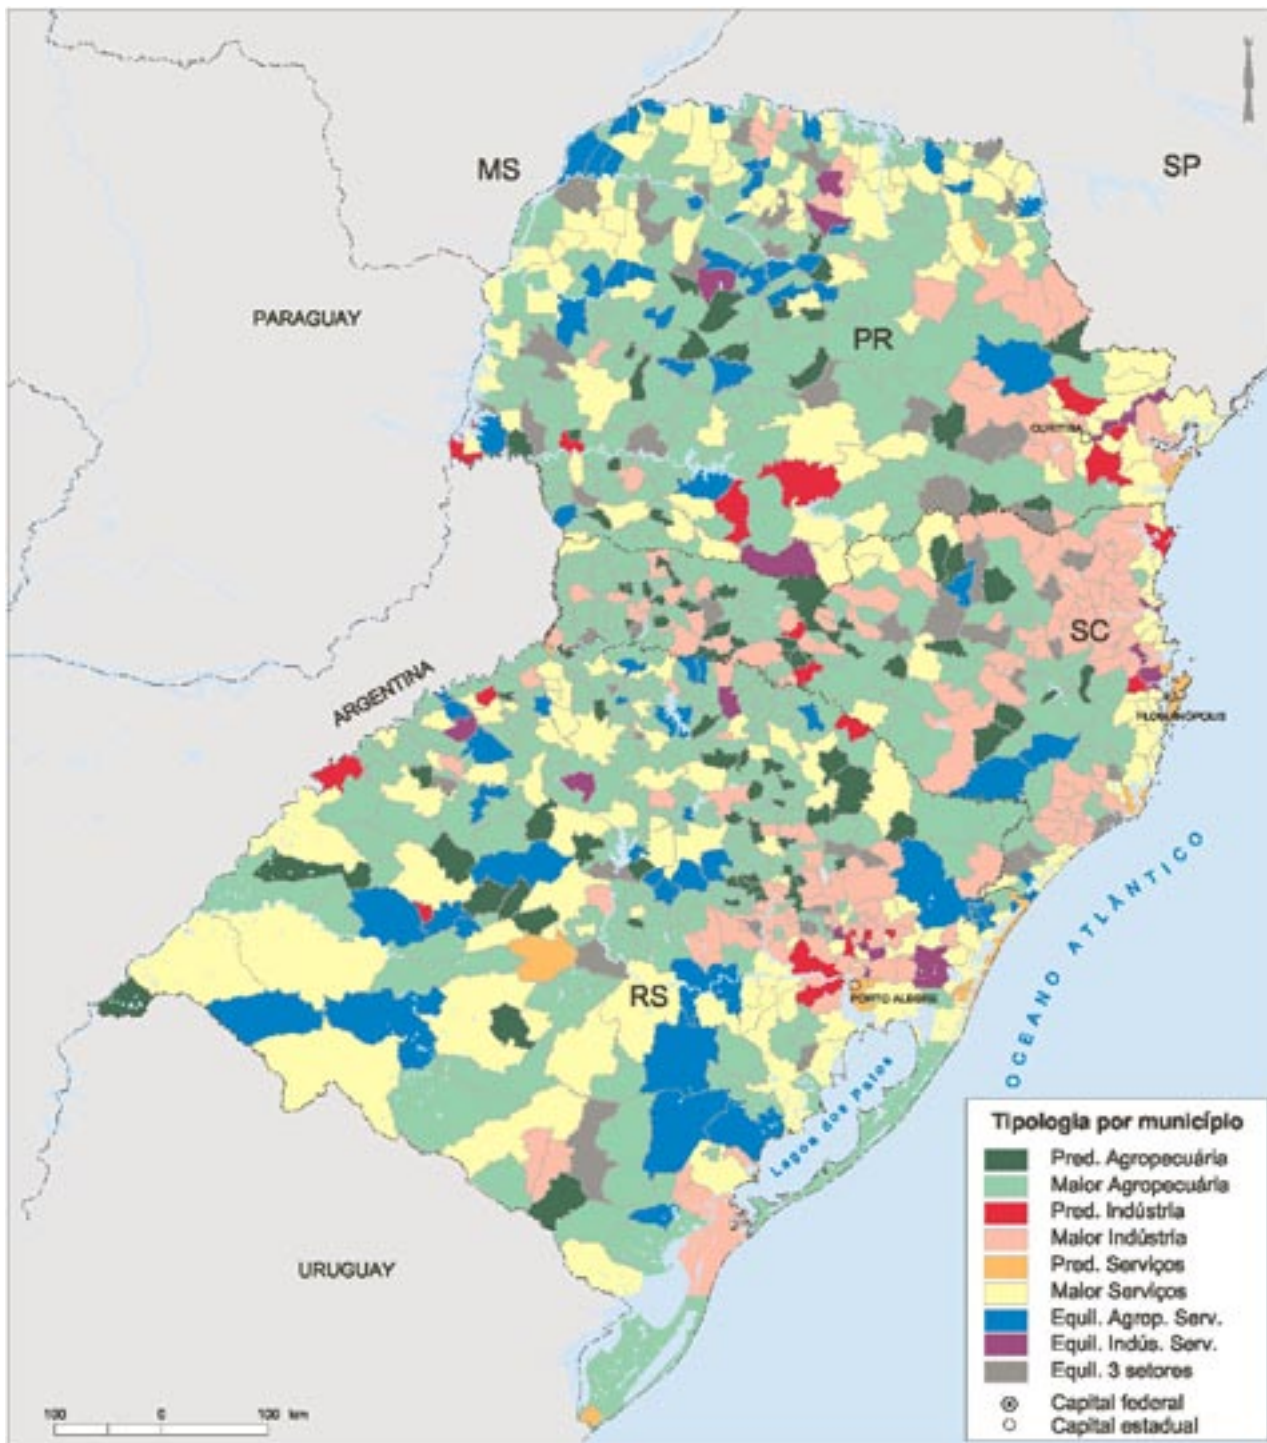 MS
SP
PARAGUAY
PR
CURITIBA
SC
ARGENTINA
FLORIANÓPOLIS
OCEANO ATLÂNTICO
RS
PORTO ALEGRE
Lagoa dos Patos
URUGUAY
Tipologia por município
Pred. Agropecuária
Maior Agropecuária
Pred. Indústria
Maior Indústria
Pred. Serviços
Maior Serviços
Equil. Agrop. Serv.
Equil. Indús. Serv.
Equil. 3 setores
Capital federal
Capital estadual
100 0 100 km